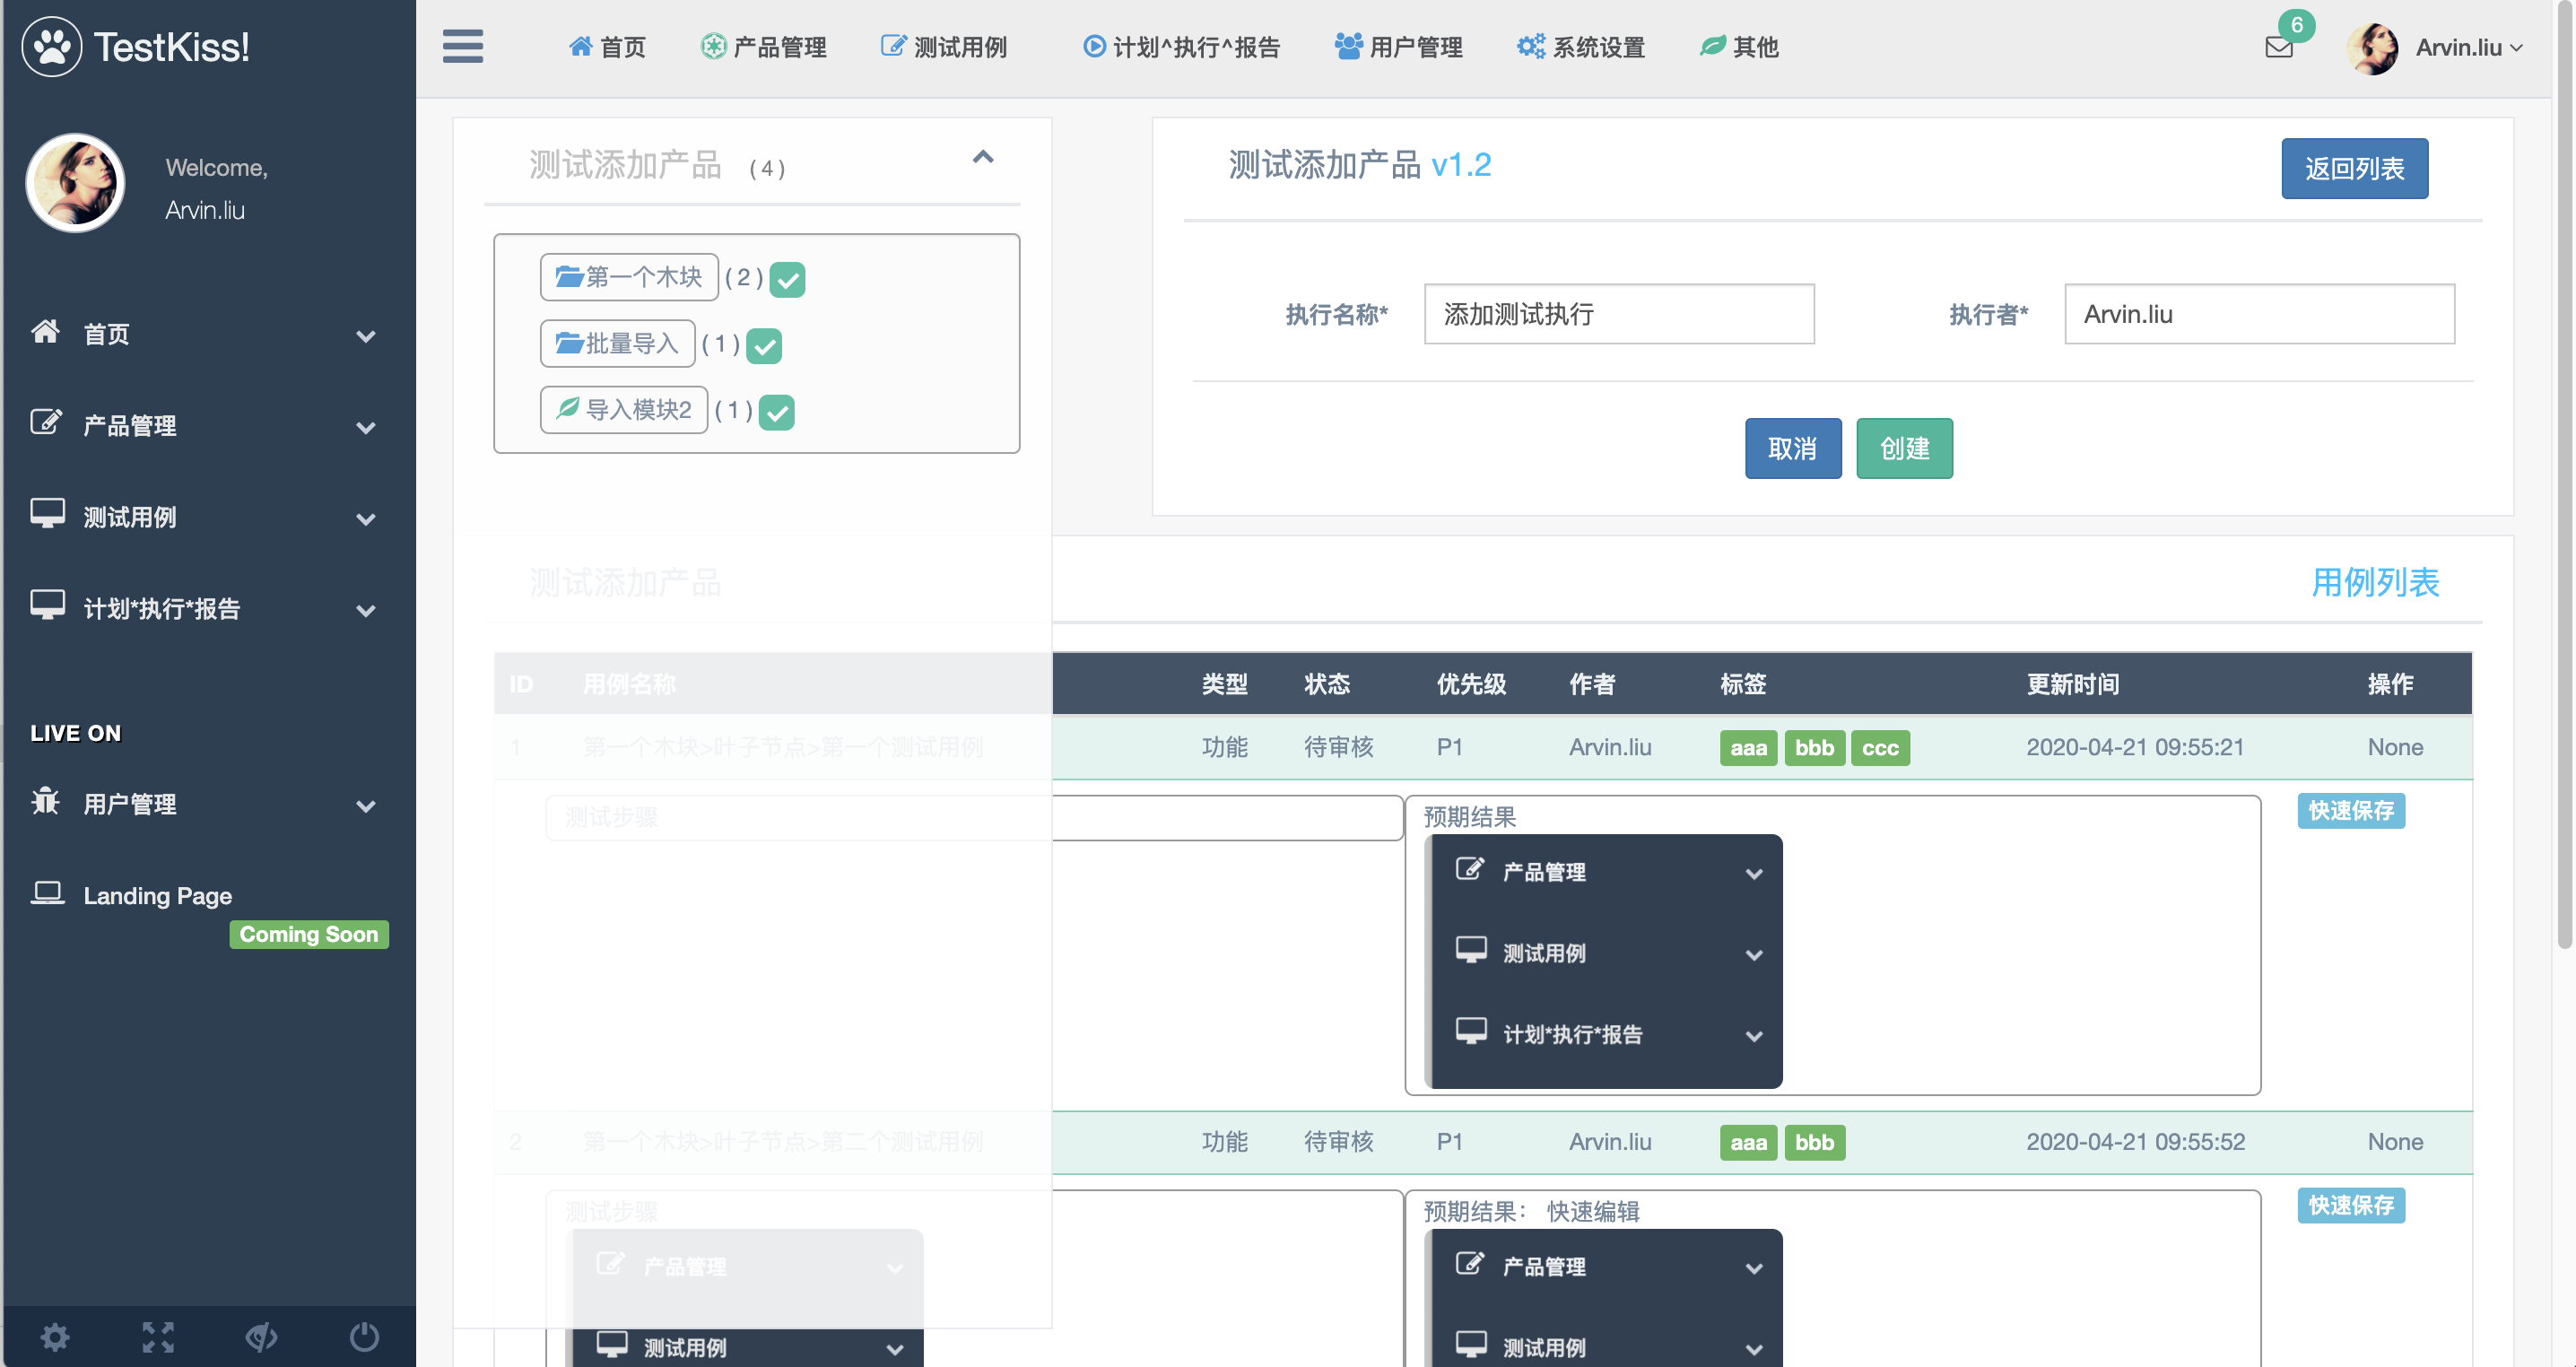 TestKiss!
Welcome,
Arvin.liu
首页
产品管理
测试用例
计划*执行*报告
LIVE ON
用户管理
Landing Page
Coming Soon
首页 产品管理 测试用例 计划^执行^报告 用户管理 系统设置 其他
6
Arvin.liu
测试添加产品 (4)
第一个木块 (2)
批量导入 (1)
导入模块2 (1)
测试添加产品 v1.2
返回列表
执行名称* 添加测试执行 执行者* Arvin.liu
取消 创建
测试添加产品 用例列表
ID 用例名称 类型 状态 优先级 作者 标签 更新时间 操作
1 第一个木块>叶子节点>第一个测试用例 功能 待审核 P1 Arvin.liu aaa bbb ccc 2020-04-21 09:55:21 None
测试步骤
预期结果
快速保存
产品管理
测试用例
计划*执行*报告
2 第一个木块>叶子节点>第二个测试用例 功能 待审核 P1 Arvin.liu aaa bbb 2020-04-21 09:55:52 None
测试步骤
产品管理
测试用例
预期结果： 快速编辑
产品管理
测试用例
快速保存